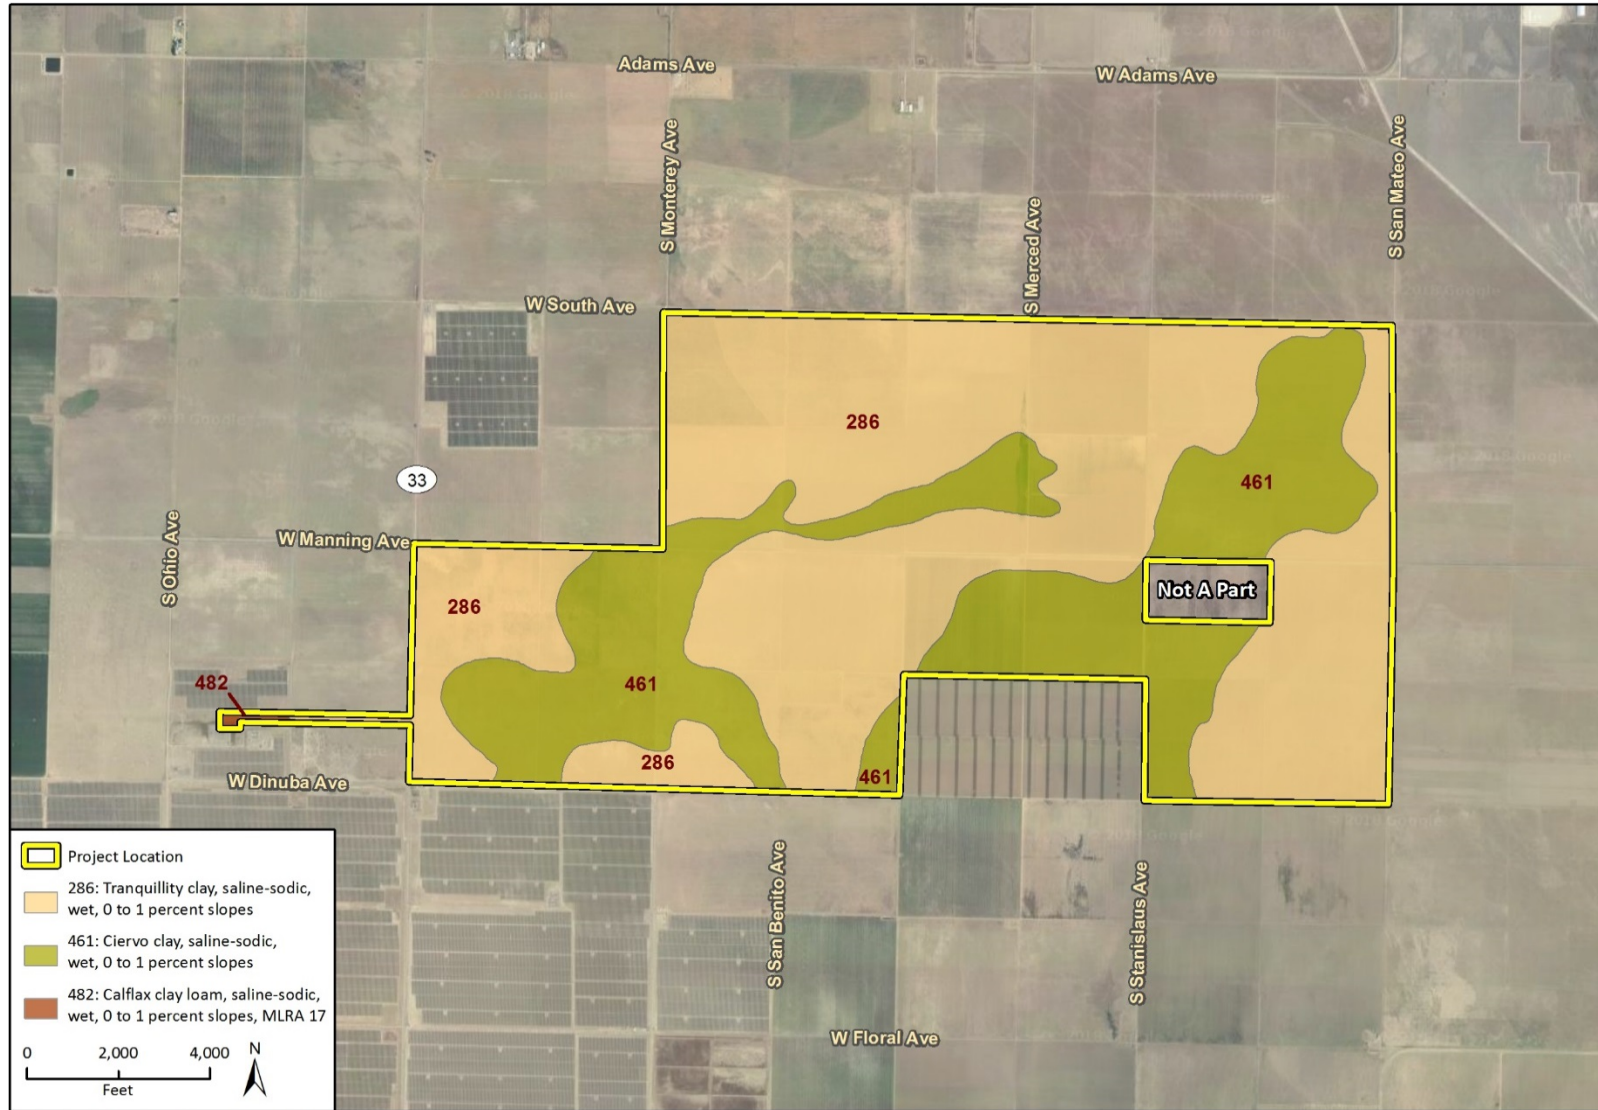 Adams Ave
W Adams Ave
S Monterey Ave
S Merced Ave
S San Mateo Ave
W South Ave
286
461
33
W Manning Ave
S Ohio Ave
Not A Part
286
461
482
286
461
W Dinuba Ave
S San Benito Ave
S Stanislaus Ave
W Floral Ave
Project Location
286: Tranquillity clay, saline-sodic,
wet, 0 to 1 percent slopes
461: Ciervo clay, saline-sodic,
wet, 0 to 1 percent slopes
482: Calflax clay loam, saline-sodic,
wet, 0 to 1 percent slopes, MLRA 17
0 2,000 4,000
Feet
N